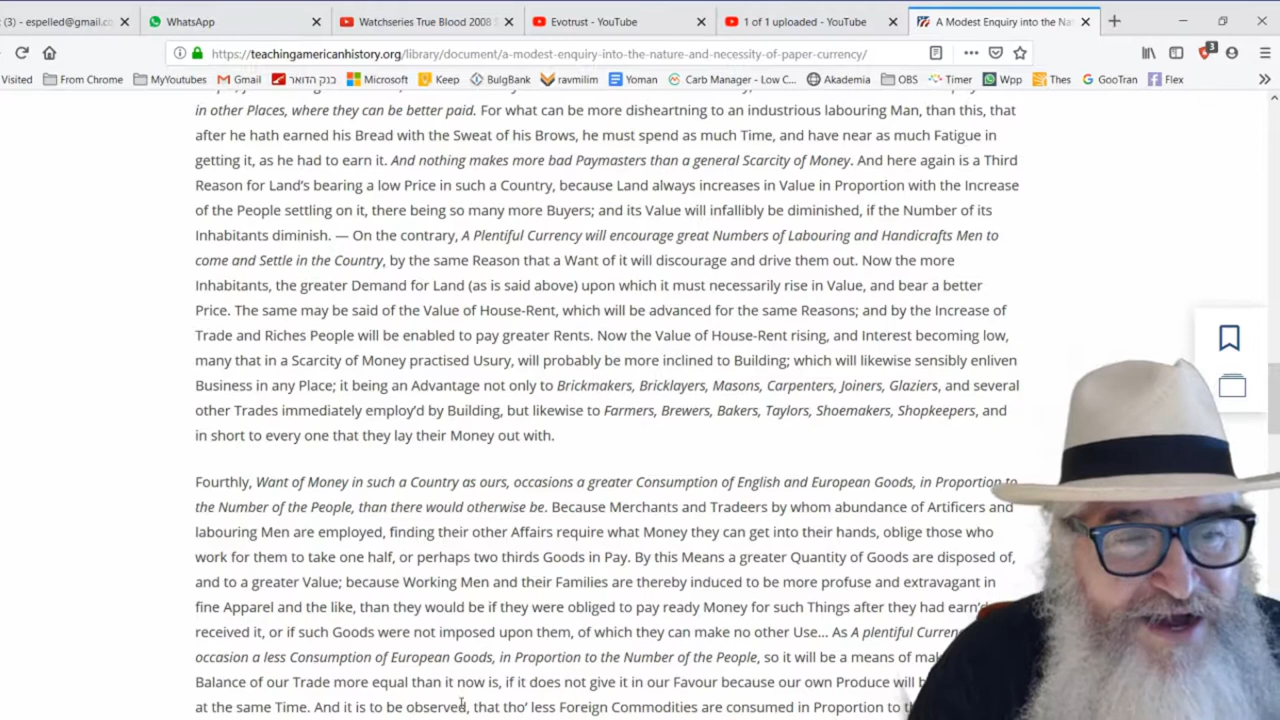 (3) - espelled@gmail.co
WhatsApp
Watchseries True Blood 2008 S
Evotrust - YouTube
1 of 1 uploaded - YouTube
A Modest Enquiry into the Nat
https://teachingamericanhistory.org/library/document/a-modest-enquiry-into-the-nature-and-necessity-of-paper-currency/
3
Visited From Chrome MyYoutubes Gmail בנק הדואר Microsoft Keep BulgBank ravmilim Yoman Carb Manager - Low C... Akademia OBS Timer Wpp Thes GooTran Flex
in other Places, where they can be better paid. For what can be more disheartning to an industrious labouring Man, than this, that
after he hath earned his Bread with the Sweat of his Brows, he must spend as much Time, and have near as much Fatigue in
getting it, as he had to earn it. And nothing makes more bad Paymasters than a general Scarcity of Money. And here again is a Third
Reason for Land's bearing a low Price in such a Country, because Land always increases in Value in Proportion with the Increase
of the People settling on it, there being so many more Buyers; and its Value will infallibly be diminished, if the Number of its
Inhabitants diminish. — On the contrary, A Plentiful Currency will encourage great Numbers of Labouring and Handicrafts Men to
come and Settle in the Country, by the same Reason that a Want of it will discourage and drive them out. Now the more
Inhabitants, the greater Demand for Land (as is said above) upon which it must necessarily rise in Value, and bear a better
Price. The same may be said of the Value of House-Rent, which will be advanced for the same Reasons; and by the Increase of
Trade and Riches People will be enabled to pay greater Rents. Now the Value of House-Rent rising, and Interest becoming low,
many that in a Scarcity of Money practised Usury, will probably be more inclined to Building; which will likewise sensibly enliven
Business in any Place; it being an Advantage not only to Brickmakers, Bricklayers, Masons, Carpenters, Joiners, Glaziers, and several
other Trades immediately employ'd by Building, but likewise to Farmers, Brewers, Bakers, Taylors, Shoemakers, Shopkeepers, and
in short to every one that they lay their Money out with.
Fourthly, Want of Money in such a Country as ours, occasions a greater Consumption of English and European Goods, in Proportion to
the Number of the People, than there would otherwise be. Because Merchants and Tradeers by whom abundance of Artificers and
labouring Men are employed, finding their other Affairs require what Money they can get into their hands, oblige those who
work for them to take one half, or perhaps two thirds Goods in Pay. By this Means a greater Quantity of Goods are disposed of,
and to a greater Value; because Working Men and their Families are thereby induced to be more profuse and extravagant in
fine Apparel and the like, than they would be if they were obliged to pay ready Money for such Things after they had earn'd
received it, or if such Goods were not imposed upon them, of which they can make no other Use... As A plentiful Curren
occasion a less Consumption of European Goods, in Proportion to the Number of the People, so it will be a means of ma
Balance of our Trade more equal than it now is, if it does not give it in our Favour because our own Produce will b
at the same Time. And it is to be observed, that tho' less Foreign Commodities are consumed in Proportion to th